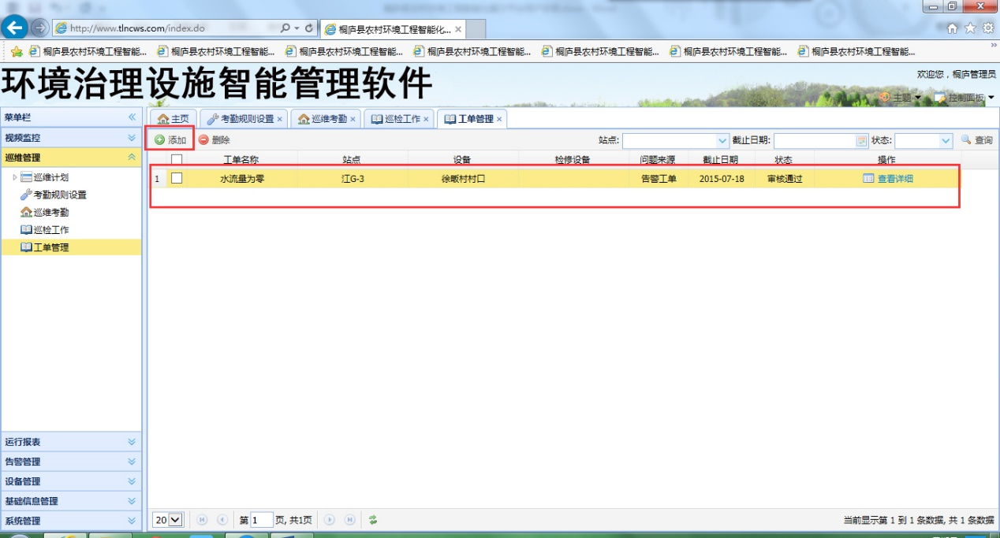 http://www.tlncws.com/index.do
桐庐县农村环境工程智能化...
桐庐县农村环境工程智能...
桐庐县农村环境工程智能...
桐庐县农村环境工程智能...
桐庐县农村环境工程智能...
桐庐县农村环境工程智能...
桐庐县农村环境工程智能...
桐庐县农村环境工程智能...
环境治理设施智能管理软件
欢迎您，桐庐管理员
主题 控制面板
菜单栏
视频监控
巡维管理
巡维计划
考勤规则设置
巡维考勤
巡检工作
工单管理
运行报表
告警管理
设备管理
基础信息管理
系统管理
主页 考勤规则设置 巡维考勤 巡检工作 工单管理
添加 删除 站点: 截止日期: 状态: 查询
工单名称 站点 设备 检修设备 问题来源 截止日期 状态 操作
1 水流量为零 江G-3 徐畈村村口 告警工单 2015-07-18 审核通过 查看详细
20 第 1 页, 共1页
当前显示第 1 到 1 条数据, 共 1 条数据